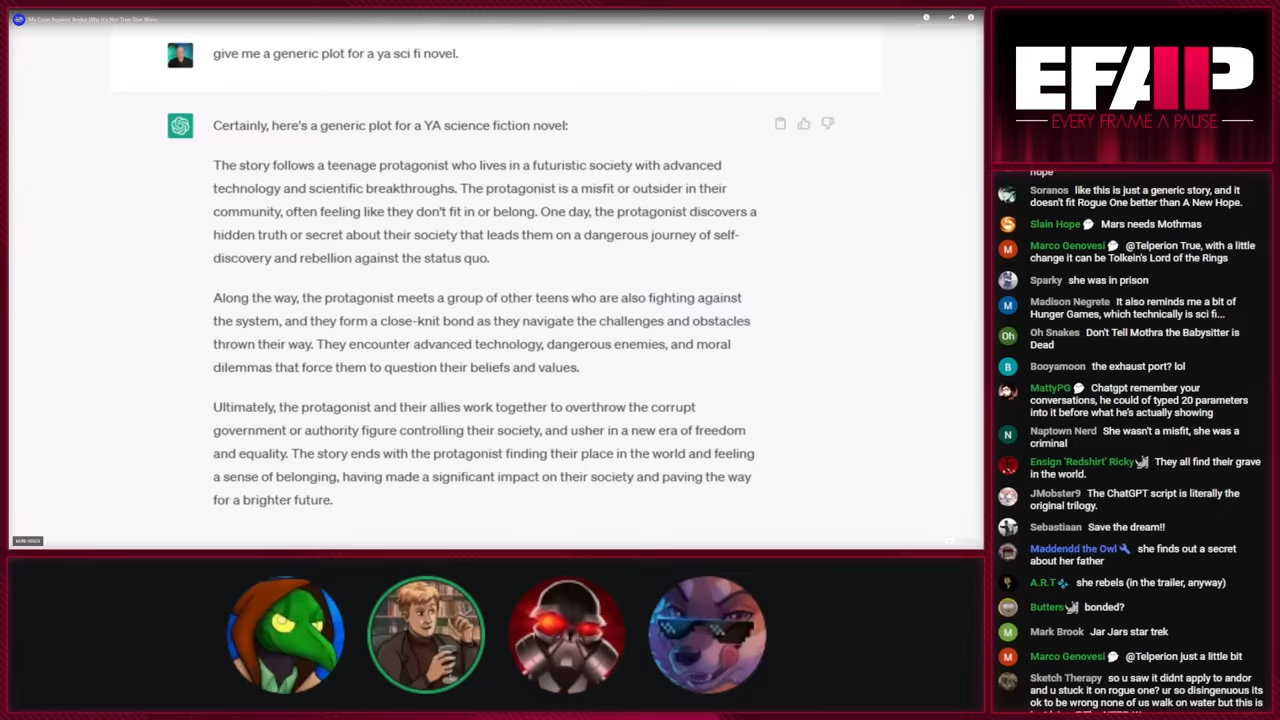 My Case Against Andor-Why It's Not True Star Wars
give me a generic plot for a ya sci fi novel.
Certainly, here's a generic plot for a YA science fiction novel:
The story follows a teenage protagonist who lives in a futuristic society with advanced
technology and scientific breakthroughs. The protagonist is a misfit or outsider in their
community, often feeling like they don't fit in or belong. One day, the protagonist discovers a
hidden truth or secret about their society that leads them on a dangerous journey of self-
discovery and rebellion against the status quo.
Along the way, the protagonist meets a group of other teens who are also fighting against
the system, and they form a close-knit bond as they navigate the challenges and obstacles
thrown their way. They encounter advanced technology, dangerous enemies, and moral
dilemmas that force them to question their beliefs and values.
Ultimately, the protagonist and their allies work together to overthrow the corrupt
government or authority figure controlling their society, and usher in a new era of freedom
and equality. The story ends with the protagonist finding their place in the world and feeling
a sense of belonging, having made a significant impact on their society and paving the way
for a brighter future.
MORE VIDEOS
EFAP
EVERY FRAME A PAUSE
hope
Soranos like this is just a generic story, and it
doesn't fit Rogue One better than A New Hope.
Slain Hope Mars needs Mothmas
M
Marco Genovesi @Telperion True, with a little
change it can be Tolkein's Lord of the Rings
Sparky she was in prison
M
Madison Negrete It also reminds me a bit of
Hunger Games, which technically is sci fi...
Oh
Oh Snakes Don't Tell Mothra the Babysitter is
Dead
B
Booyamoon the exhaust port? lol
MattyPG Chatgpt remember your
conversations, he could of typed 20 parameters
into it before what he's actually showing
N
Naptown Nerd She wasn't a misfit, she was a
criminal
Ensign 'Redshirt' Ricky They all find their grave
in the world.
JMobster9 The ChatGPT script is literally the
original trilogy.
Sebastiaan Save the dream!!
Maddendd the Owl she finds out a secret
about her father
A.R.T she rebels (in the trailer, anyway)
Butters bonded?
M
Mark Brook Jar Jars star trek
M
Marco Genovesi @Telperion just a little bit
Sketch Therapy so u saw it didnt apply to andor
and u stuck it on rogue one? ur so disingenuous its
ok to be wrong none of us walk on water but this is